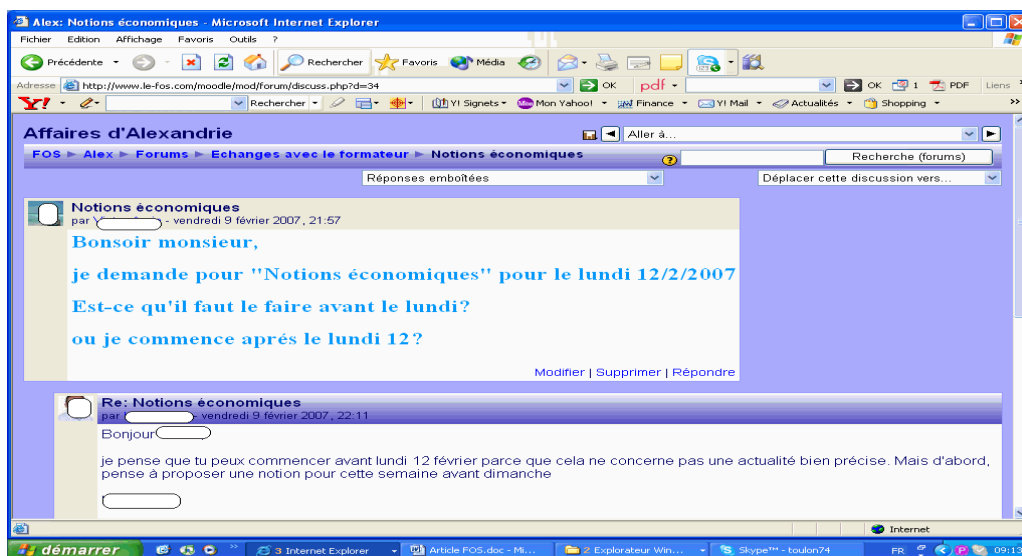 Alex: Notions économiques - Microsoft Internet Explorer
Fichier Edition Affichage Favoris Outils ?
Précédente Rechercher Favoris Média
Adresse http://www.le-fos.com/moodle/mod/forum/discuss.php?d=34 OK pdf OK 1 PDF Liens
Y! Rechercher Y! Signets Mon Yahoo! Finance Y! Mail Actualités Shopping
Affaires d'Alexandrie Aller à...
FOS ► Alex ► Forums ► Echanges avec le formateur ► Notions économiques Recherche (forums)
Réponses emboîtées Déplacer cette discussion vers...
Notions économiques
par - vendredi 9 février 2007, 21:57
Bonsoir monsieur,
je demande pour "Notions économiques" pour le lundi 12/2/2007
Est-ce qu'il faut le faire avant le lundi?
ou je commence aprés le lundi 12?
Modifier | Supprimer | Répondre
Re: Notions économiques
par - vendredi 9 février 2007, 22:11
Bonjour
je pense que tu peux commencer avant lundi 12 février parce que cela ne concerne pas une actualité bien précise. Mais d'abord,
pense à proposer une notion pour cette semaine avant dimanche
Internet
démarrer 3 Internet Explorer Article FOS.doc - Mi... 2 Explorateur Win... Skype™ - toulon74 FR 09:13